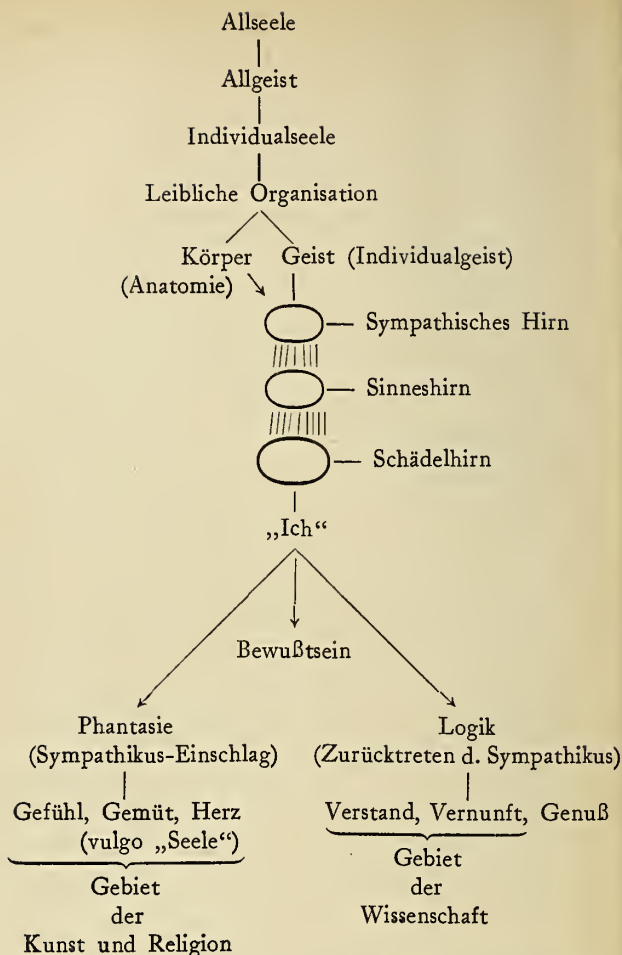 Allseele
Allgeist
Individualseele
Leibliche Organisation
Körper Geist (Individualgeist)
(Anatomie)
Sympathisches Hirn
Sinneshirn
Schädelhirn
„Ich“
Bewußtsein
Phantasie Logik
(Sympathikus-Einschlag) (Zurücktreten d. Sympathikus)
Gefühl, Gemüt, Herz Verstand, Vernunft, Genuß
(vulgo „Seele“)
Gebiet Gebiet
der der
Kunst und Religion Wissenschaft